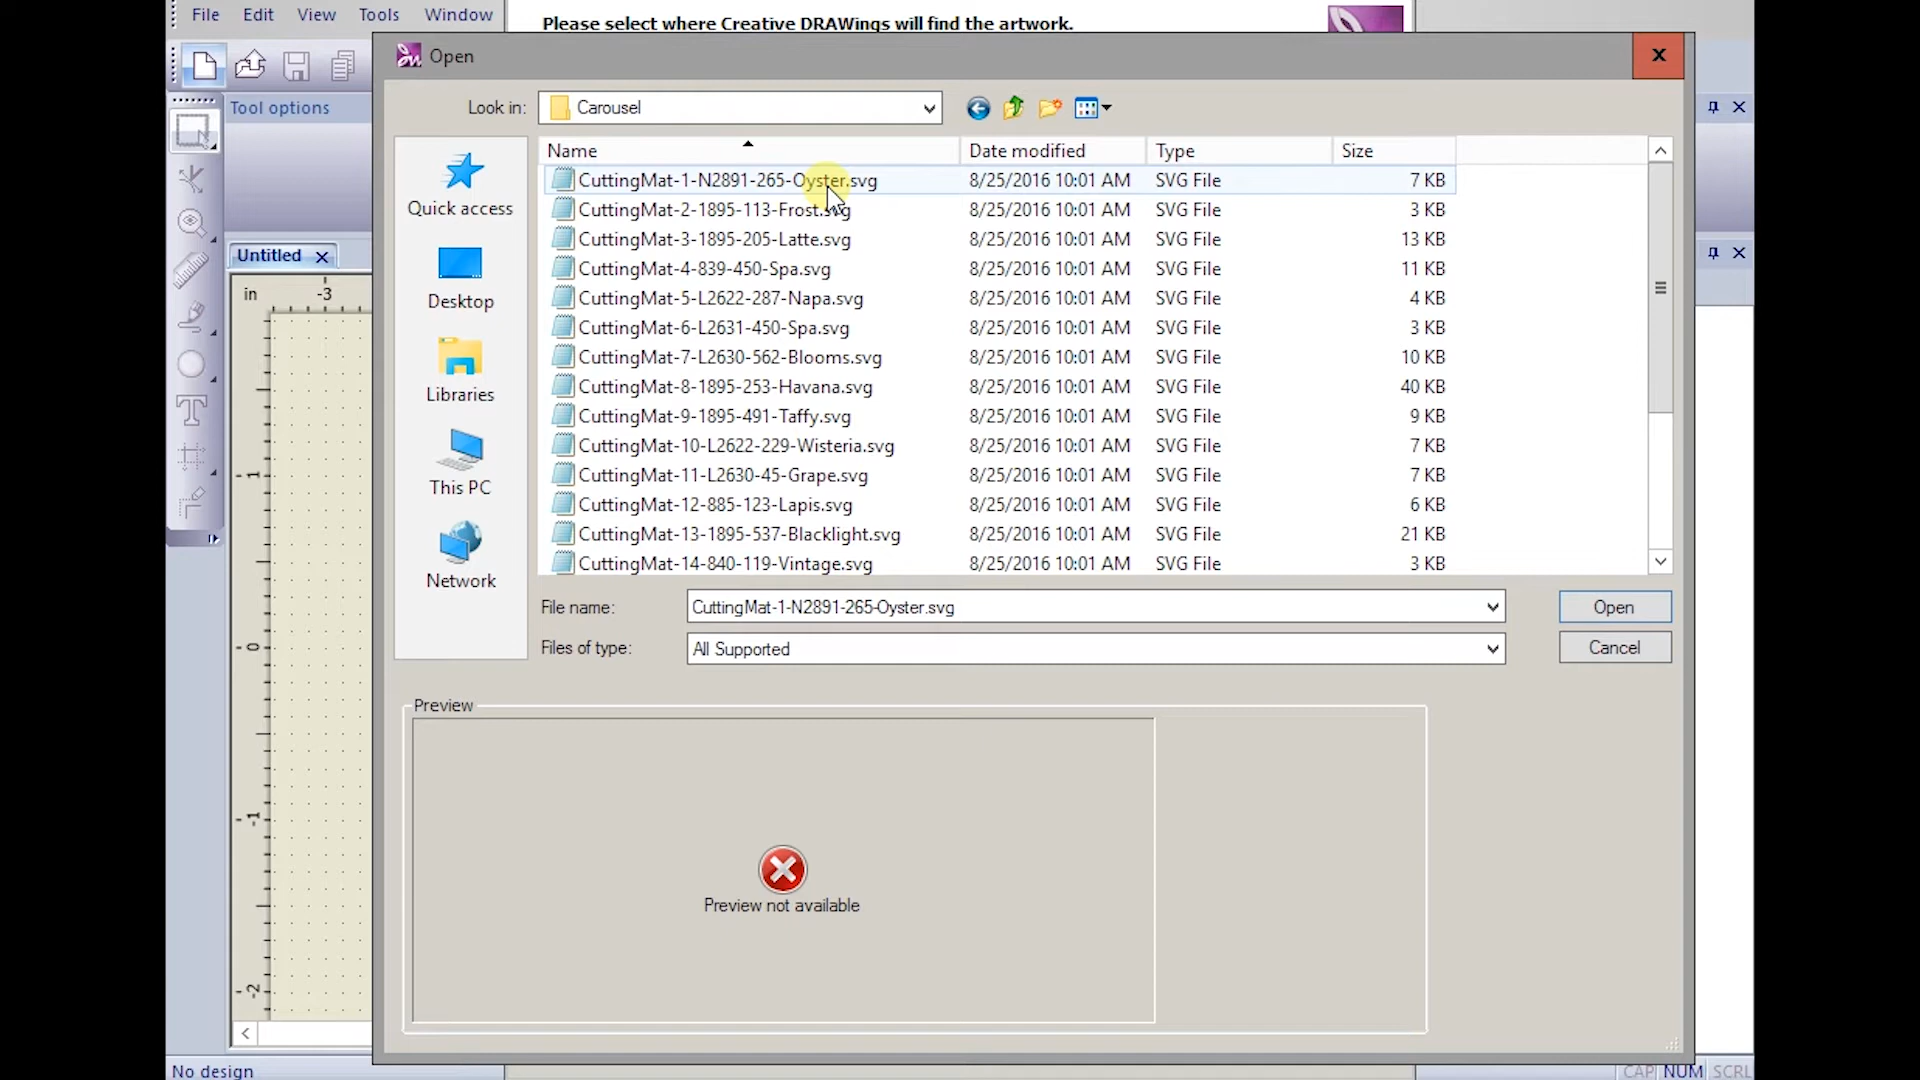 File Edit View Tools Window
Please select where Creative DRAWings will find the artwork.
Open
Tool options
Look in: Carousel
Name Date modified Type Size
CuttingMat-1-N2891-265-Oyster.svg 8/25/2016 10:01 AM SVG File 7 KB
CuttingMat-2-1895-113-Frost.svg 8/25/2016 10:01 AM SVG File 3 KB
CuttingMat-3-1895-205-Latte.svg 8/25/2016 10:01 AM SVG File 13 KB
CuttingMat-4-839-450-Spa.svg 8/25/2016 10:01 AM SVG File 11 KB
CuttingMat-5-L2622-287-Napa.svg 8/25/2016 10:01 AM SVG File 4 KB
CuttingMat-6-L2631-450-Spa.svg 8/25/2016 10:01 AM SVG File 3 KB
CuttingMat-7-L2630-562-Blooms.svg 8/25/2016 10:01 AM SVG File 10 KB
CuttingMat-8-1895-253-Havana.svg 8/25/2016 10:01 AM SVG File 40 KB
CuttingMat-9-1895-491-Taffy.svg 8/25/2016 10:01 AM SVG File 9 KB
CuttingMat-10-L2622-229-Wisteria.svg 8/25/2016 10:01 AM SVG File 7 KB
CuttingMat-11-L2630-45-Grape.svg 8/25/2016 10:01 AM SVG File 7 KB
CuttingMat-12-885-123-Lapis.svg 8/25/2016 10:01 AM SVG File 6 KB
CuttingMat-13-1895-537-Blacklight.svg 8/25/2016 10:01 AM SVG File 21 KB
CuttingMat-14-840-119-Vintage.svg 8/25/2016 10:01 AM SVG File 3 KB
Quick access
Desktop
Libraries
This PC
Network
Untitled
in -3
-1
-0
-1
-2
File name: CuttingMat-1-N2891-265-Oyster.svg Open
Files of type: All Supported Cancel
Preview
Preview not available
No design
CAP NUM SCRL